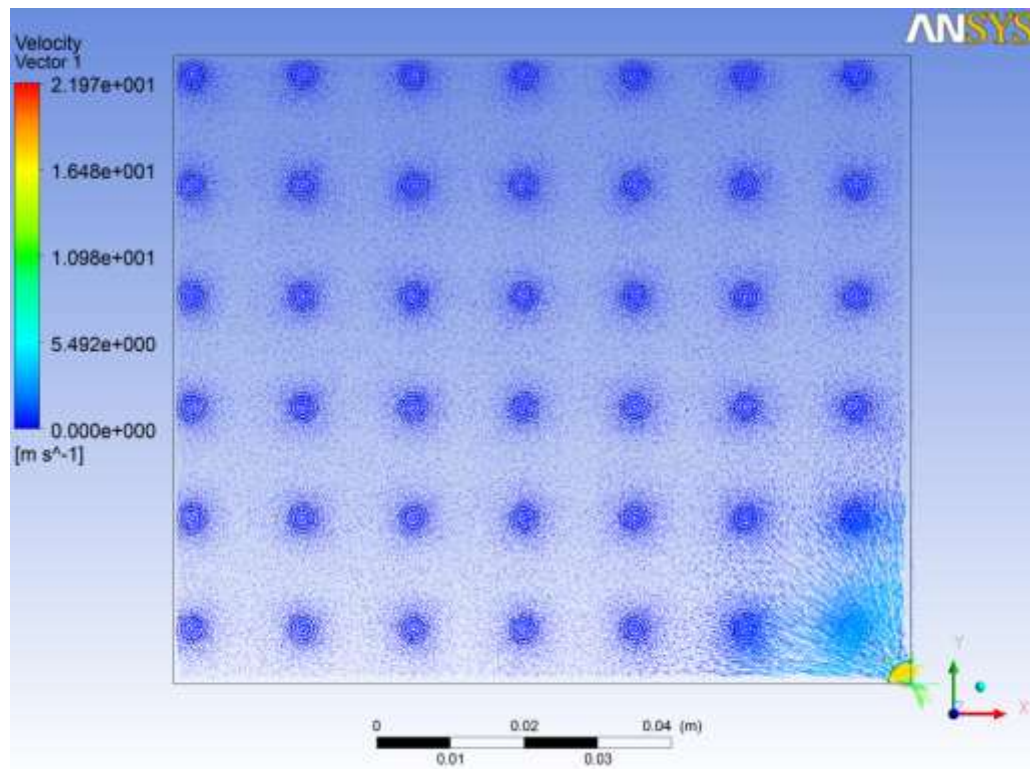 ANSYS
Velocity
Vector 1
2.197e+001
1.648e+001
1.098e+001
5.492e+000
0.000e+000
[m s^-1]
Y
X
Z
0 0.02 0.04 (m)
0.01 0.03